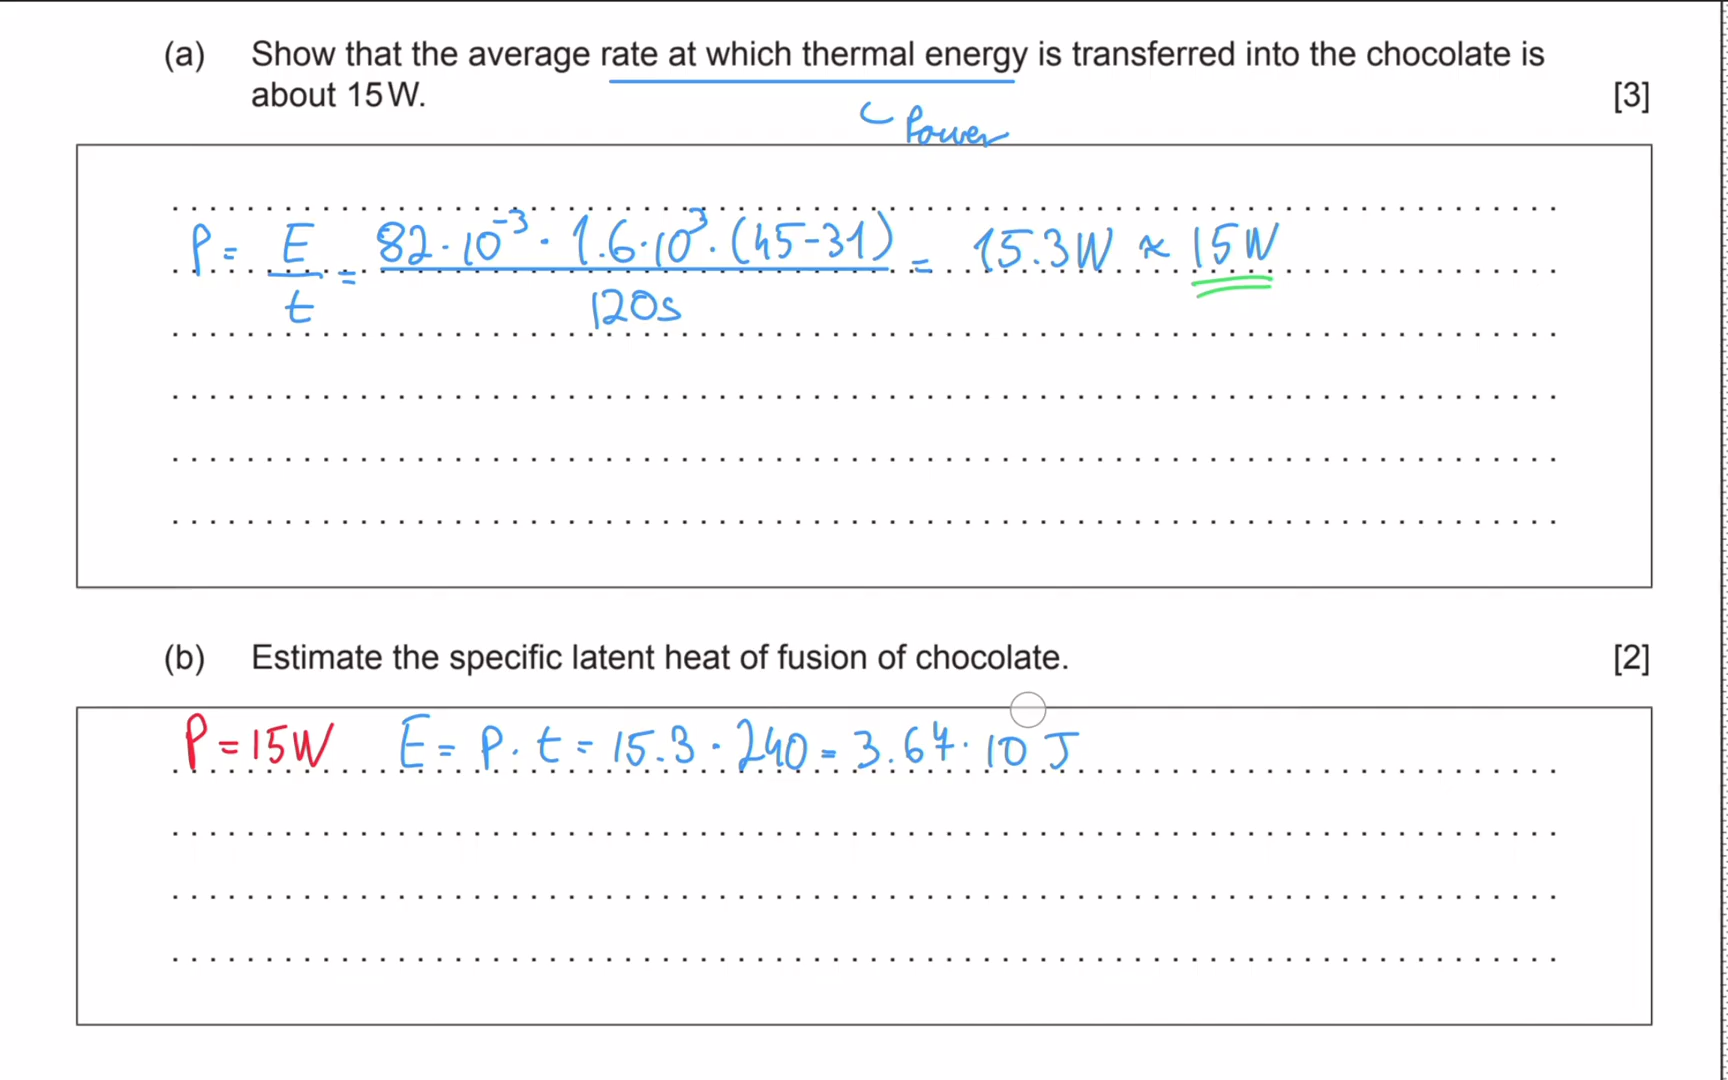 (a) Show that the average rate at which thermal energy is transferred into the chocolate is
about 15 W. [3]
Power
P = E/t = 82·10⁻³·1.6·10³·(45-31)/120s = 15.3W ≈ 15W
(b) Estimate the specific latent heat of fusion of chocolate. [2]
P = 15W E = P·t = 15.3·240 = 3.67·10 J